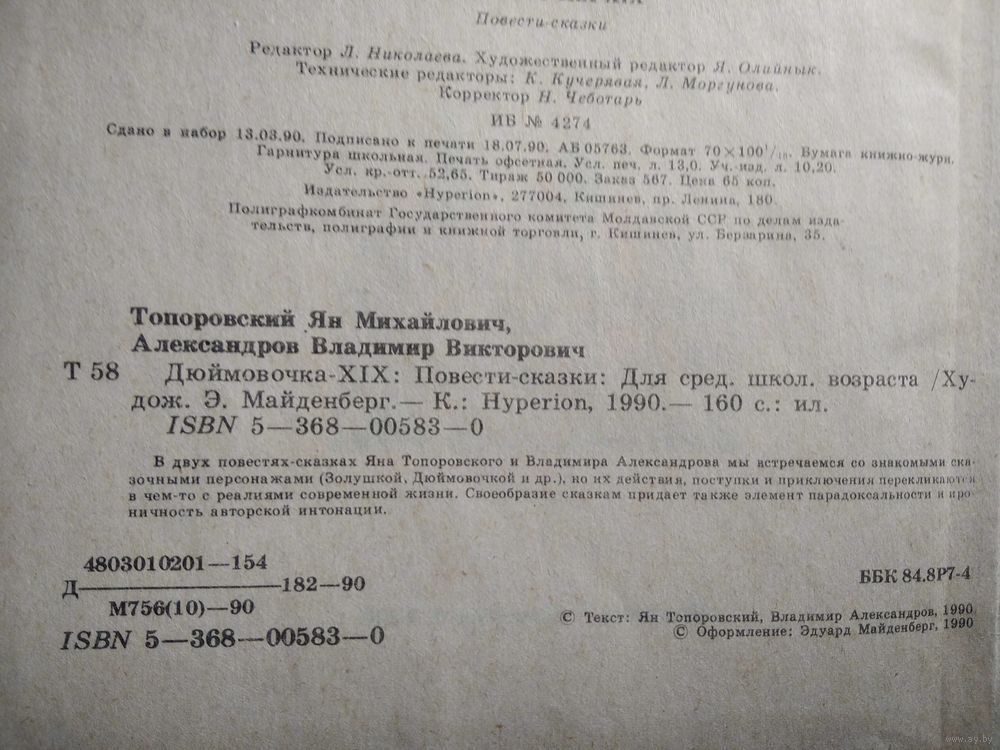 Повести-сказки
Редактор Л. Николаева. Художественный редактор Я. Олийнык.
Технические редакторы: К. Кучерявая, Л. Моргунова.
Корректор Н. Чеботарь
ИБ № 4274
Сдано в набор 13.03.90. Подписано к печати 18.07.90. АБ 05763. Формат 70×100¹/₁₆. Бумага книжно-журн.
Гарнитура школьная. Печать офсетная. Усл. печ. л. 13,0. Уч.-изд. л. 10,20.
Усл. кр.-отт. 52,65. Тираж 50 000. Заказ 567. Цена 65 коп.
Издательство «Hyperion», 277004, Кишинев, пр. Ленина, 180.
Полиграфкомбинат Государственного комитета Молдавской ССР по делам изда-
тельств, полиграфии и книжной торговли, г. Кишинев, ул. Берзарина, 35.
Топоровский Ян Михайлович,
Александров Владимир Викторович
Т 58 Дюймовочка-XIX: Повести-сказки: Для сред. школ. возраста /Ху-
дож. Э. Майденберг.— К.: Hyperion, 1990.— 160 с.: ил.
ISBN 5—368—00583—0
В двух повестях-сказках Яна Топоровского и Владимира Александрова мы встречаемся со знакомыми ска-
зочными персонажами (Золушкой, Дюймовочкой и др.), но их действия, поступки и приключения перекликаются
в чем-то с реалиями современной жизни. Своеобразие сказкам придает также элемент парадоксальности и иро-
ничность авторской интонации.
4803010201—154
Д————182—90
М756(10)—90
ББК 84.8Р7-4
ISBN 5—368—00583—0
© Текст: Ян Топоровский, Владимир Александров, 1990
© Оформление: Эдуард Майденберг, 1990
www.ay.by